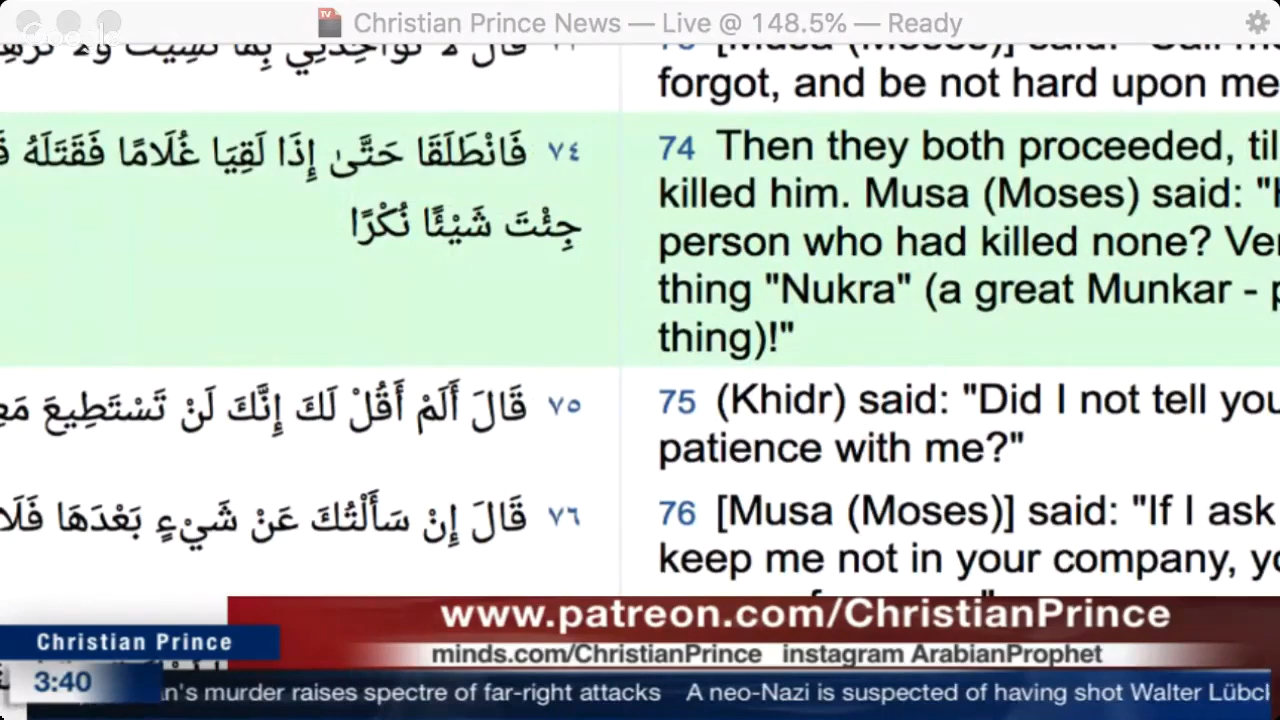 Christian Prince News — Live @ 148.5% — Ready
Google
قَالَ لَا تُؤَاخِذْنِي بِمَا نَسِيتُ وَلَا
forgot, and be not hard upon me
٧٤ فَانْطَلَقَا حَتَّىٰ إِذَا لَقِيَا غُلَامًا فَقَتَلَهُ
جِئْتَ شَيْئًا نُكْرًا
74 Then they both proceeded, til
killed him. Musa (Moses) said: "
person who had killed none? Ver
thing "Nukra" (a great Munkar - p
thing)!"
٧٥ قَالَ أَلَمْ أَقُلْ لَكَ إِنَّكَ لَنْ تَسْتَطِيعَ مَعِ
75 (Khidr) said: "Did I not tell you
patience with me?"
٧٦ قَالَ إِنْ سَأَلْتُكَ عَنْ شَيْءٍ بَعْدَهَا فَلَا
76 [Musa (Moses)] said: "If I ask
keep me not in your company, yo
www.patreon.com/ChristianPrince
Christian Prince
minds.com/ChristianPrince instagram ArabianProphet
3:40
an's murder raises spectre of far-right attacks A neo-Nazi is suspected of having shot Walter Lübck